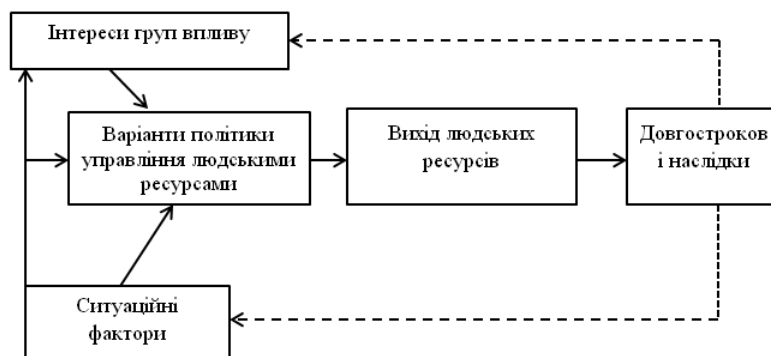 Інтереси груп впливу
Варіанти політики
управління людськими
ресурсами
Вихід людських
ресурсів
Довгостроков
і наслідки
Ситуаційні
фактори